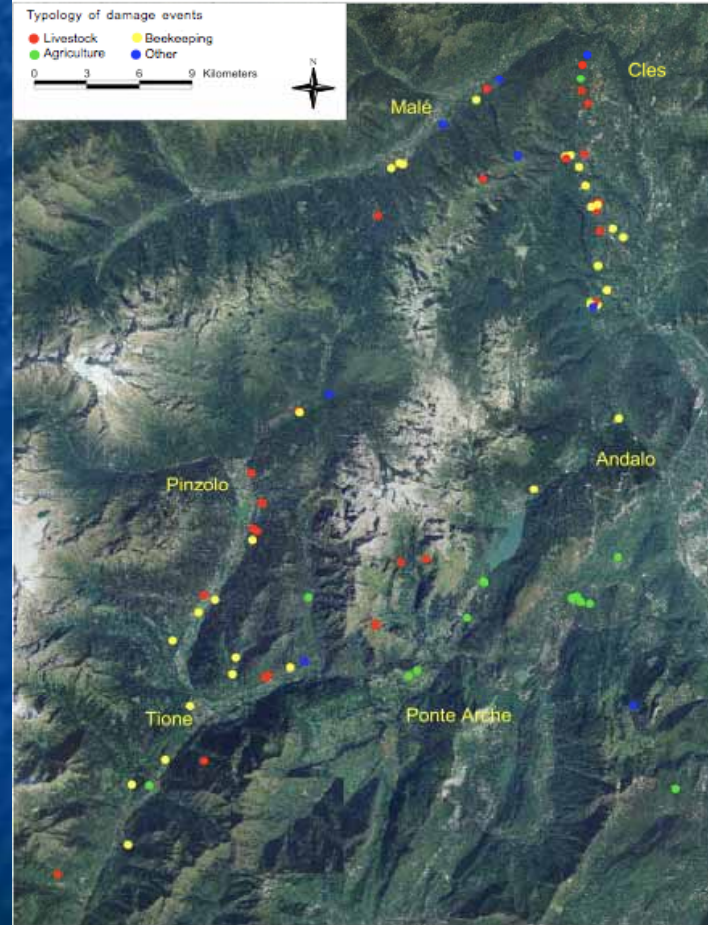 Typology of damage events
Livestock Beekeeping
Agriculture Other
0 3 6 9 Kilometers
N
Cles
Malé
Andalo
Pinzolo
Ponte Arche
Tione